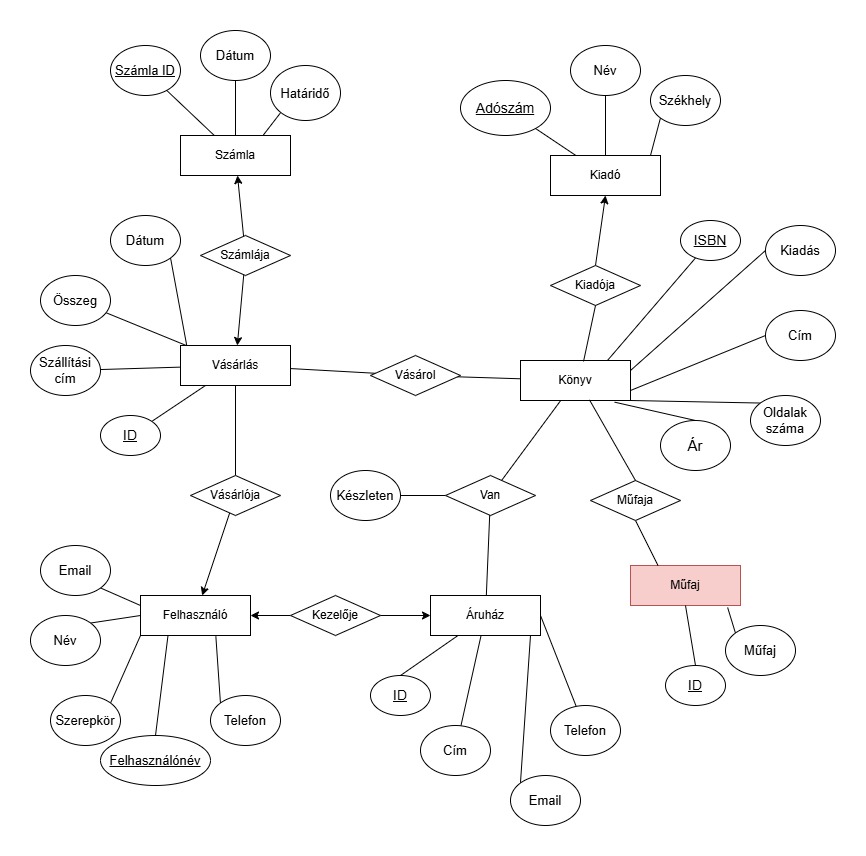 Számla ID
Dátum
Határidő
Számla
Név
Adószám
Székhely
Kiadó
Dátum
Számlája
Összeg
Szállítási
cím
Vásárlás
ID
ISBN
Kiadás
Kiadója
Cím
Vásárol
Könyv
Oldalak
száma
Ár
Vásárlója
Készleten
Van
Műfaja
Email
Név
Felhasználó
Kezelője
Áruház
Műfaj
Szerepkör
Felhasználónév
Telefon
ID
Cím
Email
Telefon
ID
Műfaj